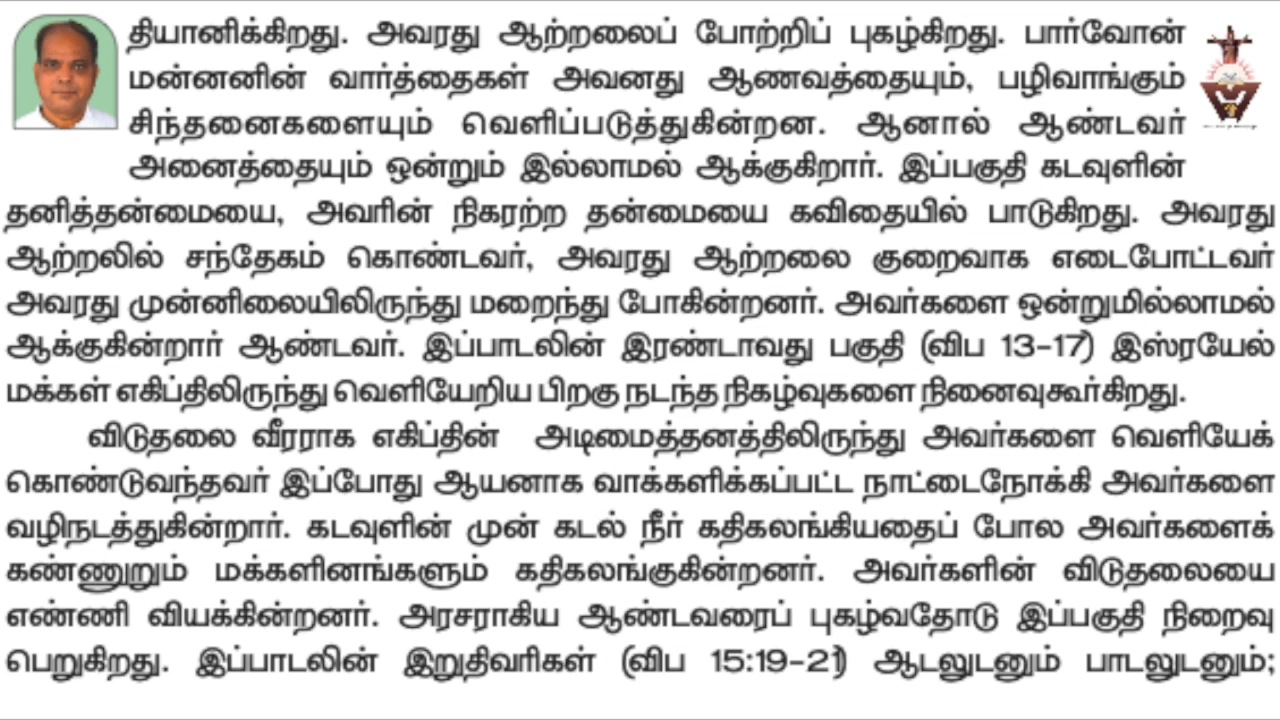 தியானிக்கிறது. அவரது ஆற்றலைப் போற்றிப் புகழ்கிறது. பார்வோன்
மன்னனின் வார்த்தைகள் அவனது ஆணவத்தையும், பழிவாங்கும்
சிந்தனைகளையும் வெளிப்படுத்துகின்றன. ஆனால் ஆண்டவர்
அனைத்தையும் ஒன்றும் இல்லாமல் ஆக்குகிறார். இப்பகுதி கடவுளின்
தனித்தன்மையை, அவரின் நிகரற்ற தன்மையை கவிதையில் பாடுகிறது. அவரது
ஆற்றலில் சந்தேகம் கொண்டவர், அவரது ஆற்றலை குறைவாக எடைபோட்டவர்
அவரது முன்னிலையிலிருந்து மறைந்து போகின்றனர். அவர்களை ஒன்றுமில்லாமல்
ஆக்குகின்றார் ஆண்டவர். இப்பாடலின் இரண்டாவது பகுதி (விப 13-17) இஸ்ரயேல்
மக்கள் எகிப்திலிருந்து வெளியேறிய பிறகு நடந்த நிகழ்வுகளை நினைவுகூர்கிறது.
விடுதலை வீரராக எகிப்தின் அடிமைத்தனத்திலிருந்து அவர்களை வெளியேக்
கொண்டுவந்தவர் இப்போது ஆயனாக வாக்களிக்கப்பட்ட நாட்டைநோக்கி அவர்களை
வழிநடத்துகின்றார். கடவுளின் முன் கடல் நீர் கதிகலங்கியதைப் போல அவர்களைக்
கண்ணுறும் மக்களினங்களும் கதிகலங்குகின்றனர். அவர்களின் விடுதலையை
எண்ணி வியக்கின்றனர். அரசராகிய ஆண்டவரைப் புகழ்வதோடு இப்பகுதி நிறைவு
பெறுகிறது. இப்பாடலின் இறுதிவரிகள் (விப 15:19-21) ஆடலுடனும் பாடலுடனும்;